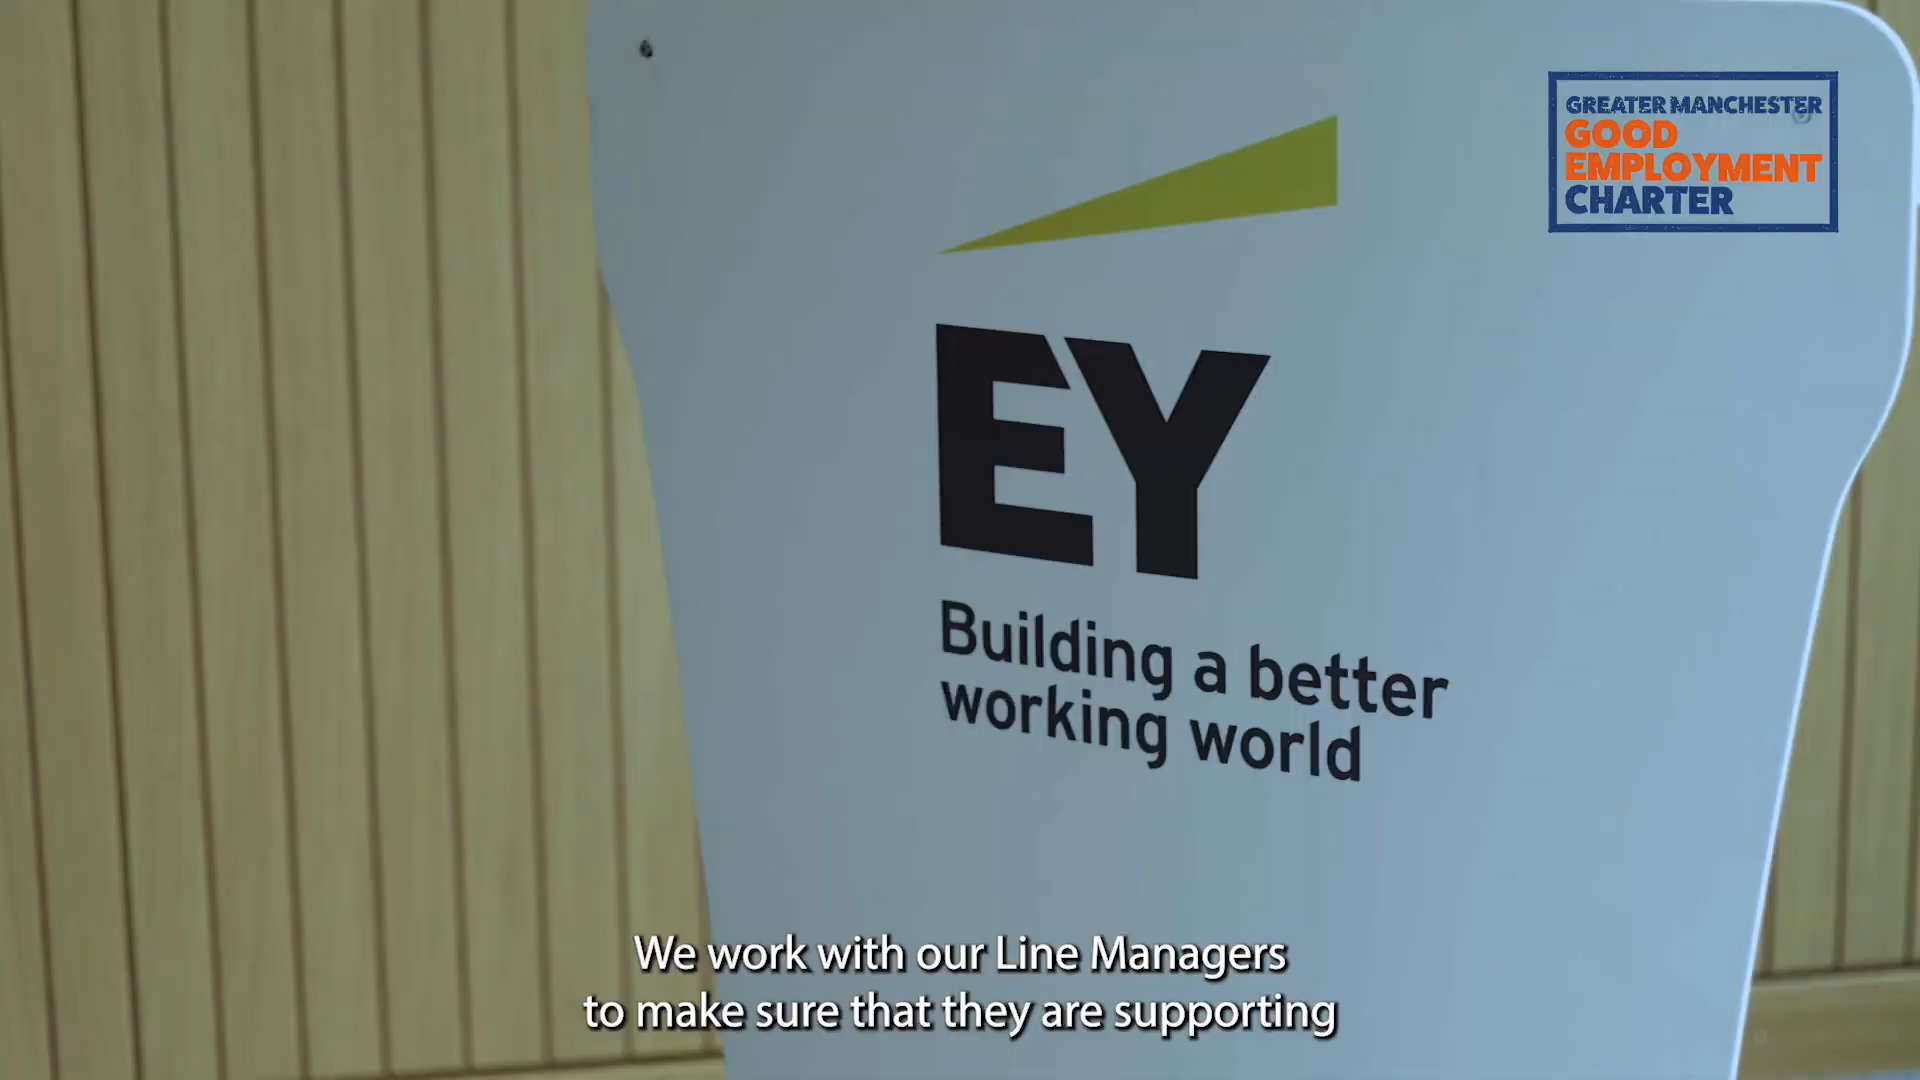 GREATER MANCHESTER
GOOD
EMPLOYMENT
CHARTER
EY
Building a better
working world
We work with our Line Managers
to make sure that they are supporting